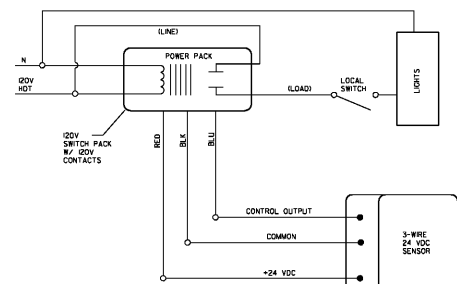 (LINE)
N
POWER PACK
120V
HOT
(LOAD)
LOCAL
SWITCH
LIGHTS
120V
SWITCH PACK
W/ 120V
CONTACTS
RED
BLK
BLU
CONTROL OUTPUT
COMMON
+24 VDC
3-WIRE
24 VDC
SENSOR